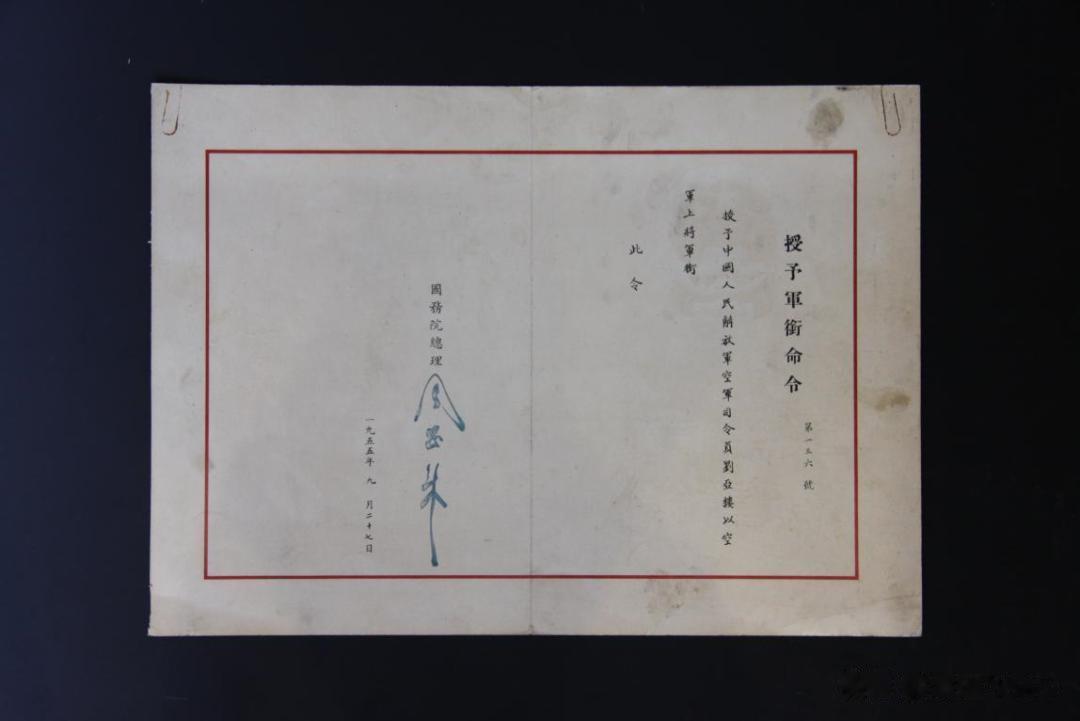 授予軍銜命令
第一三六號
授予中國人民解放軍空軍司令員劉亞樓以空
軍上將軍銜
此令
國務院總理
周恩來
一九五五年九月二十七日